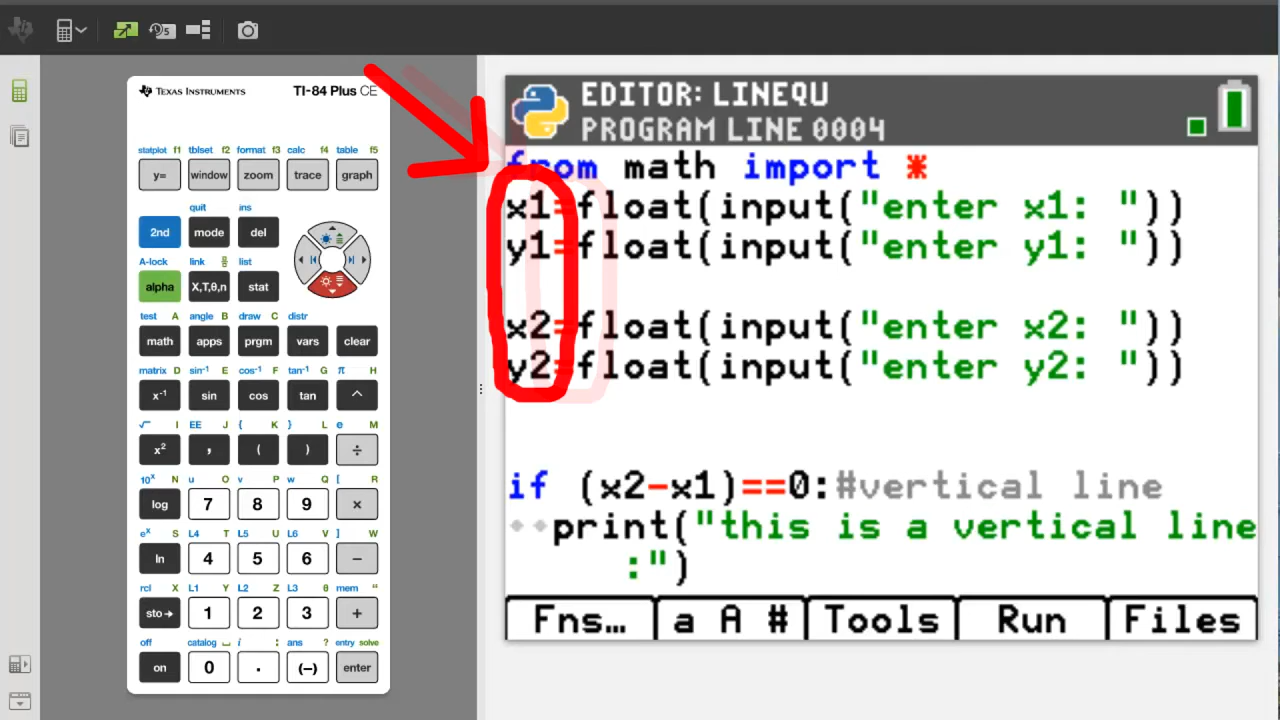 TEXAS INSTRUMENTS TI-84 Plus CE
statplot f1 tblset f2 format f3 calc f4 table f5
y= window zoom trace graph
quit ins
2nd mode del
A-lock link list
alpha X,T,θ,n stat
test A angle B draw C distr
math apps prgm vars clear
matrix D sin⁻¹ E cos⁻¹ F tan⁻¹ G π H
x⁻¹ sin cos tan ^
√‾ I EE J { K } L e M
x² , ( ) ÷
10ˣ N u O v P w Q [ R
log 7 8 9 ×
eˣ S L4 T L5 U L6 V ] W
ln 4 5 6 −
rcl X L1 Y L2 Z L3 θ mem “
sto→ 1 2 3 +
off catalog ⎵ i : ans ? entry solve
on 0 . (–) enter
EDITOR: LINEQU
PROGRAM LINE 0004
from math import *
x1=float(input("enter x1: "))
y1=float(input("enter y1: "))
x2=float(input("enter x2: "))
y2=float(input("enter y2: "))
if (x2-x1)==0:#vertical line
print("this is a vertical line
:")
Fns… a A # Tools Run Files